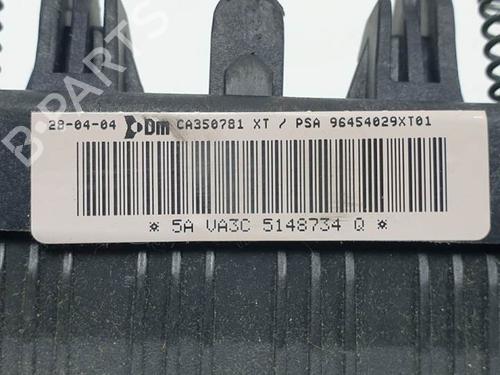 B-PARTS
28-04-04 Dm CA350781 XT / PSA 96454029XT01
* 5A VA3C 5148734 Q *